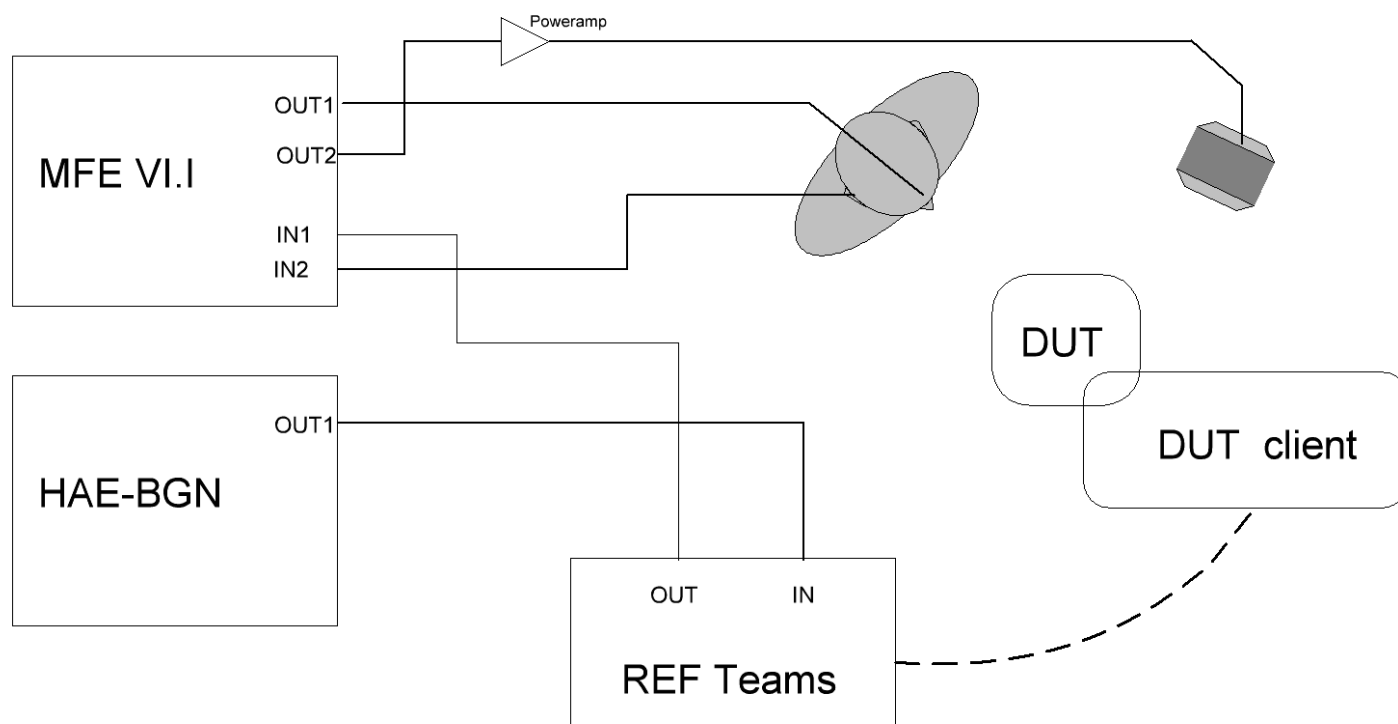 Poweramp
MFE VI.I
OUT1
OUT2
IN1
IN2
HAE-BGN
OUT1
DUT
DUT client
OUT IN
REF Teams